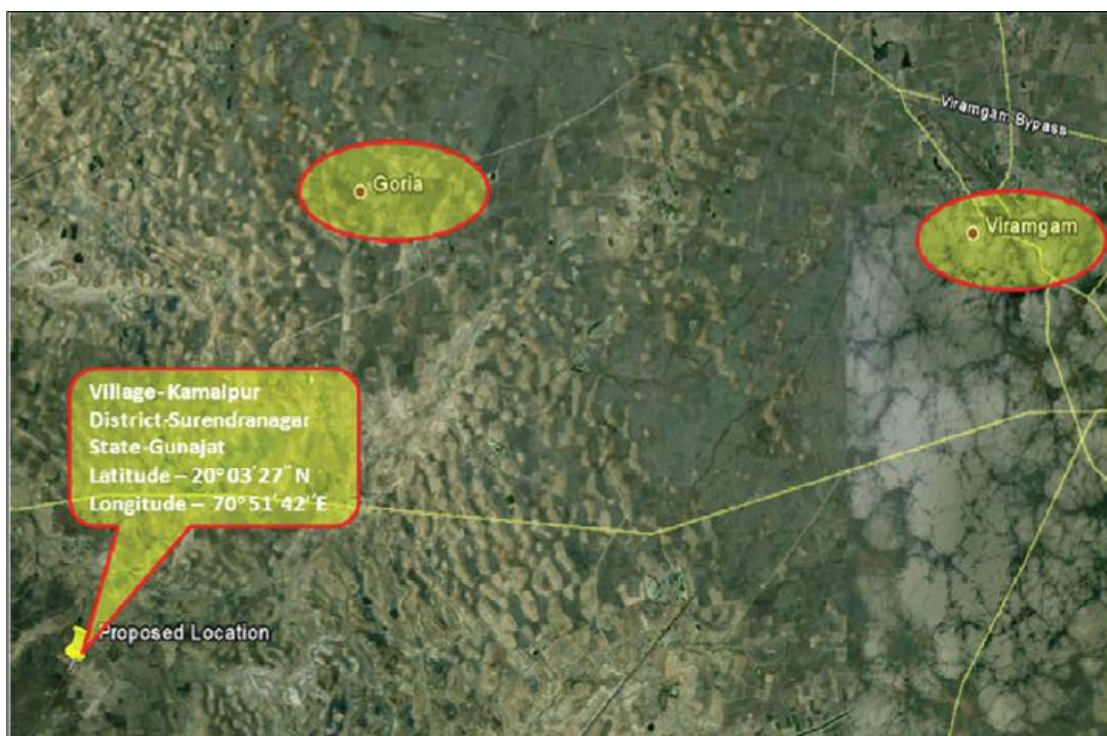 Viramgam Bypass
Goria
Viramgam
Village-Kamalpur
District-Surendranagar
State-Gunajat
Latitude – 20°03′27″ N
Longitude – 70°51′42″E
Proposed Location